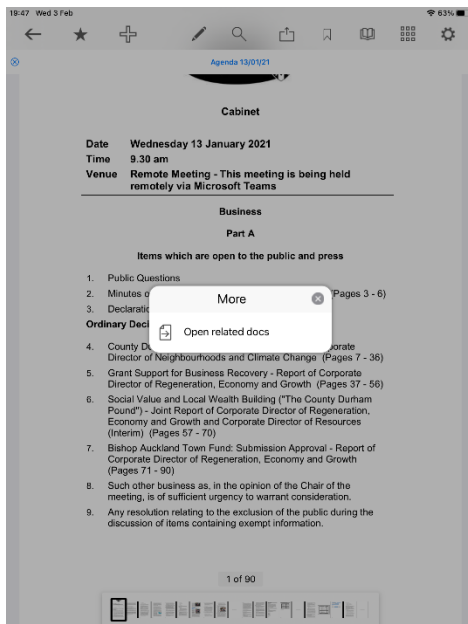 19:47 Wed 3 Feb 63%
Agenda 13/01/21
Cabinet
Date Wednesday 13 January 2021
Time 9.30 am
Venue Remote Meeting - This meeting is being held
remotely via Microsoft Teams
Business
Part A
Items which are open to the public and press
1. Public Questions
2. Minutes (Pages 3 - 6)
3.
More
Open related docs
4. County porate
Director of Neighbourhoods and Climate Change (Pages 7 - 36)
5. Grant Support for Business Recovery - Report of Corporate
Director of Regeneration, Economy and Growth (Pages 37 - 56)
6. Social Value and Local Wealth Building ("The County Durham
Pound") - Joint Report of Corporate Director of Regeneration,
Economy and Growth and Corporate Director of Resources
(Interim) (Pages 57 - 70)
7. Bishop Auckland Town Fund: Submission Approval - Report of
Corporate Director of Regeneration, Economy and Growth
(Pages 71 - 90)
8. Such other business as, in the opinion of the Chair of the
meeting, is of sufficient urgency to warrant consideration.
9. Any resolution relating to the exclusion of the public during the
discussion of items containing exempt information.
1 of 90